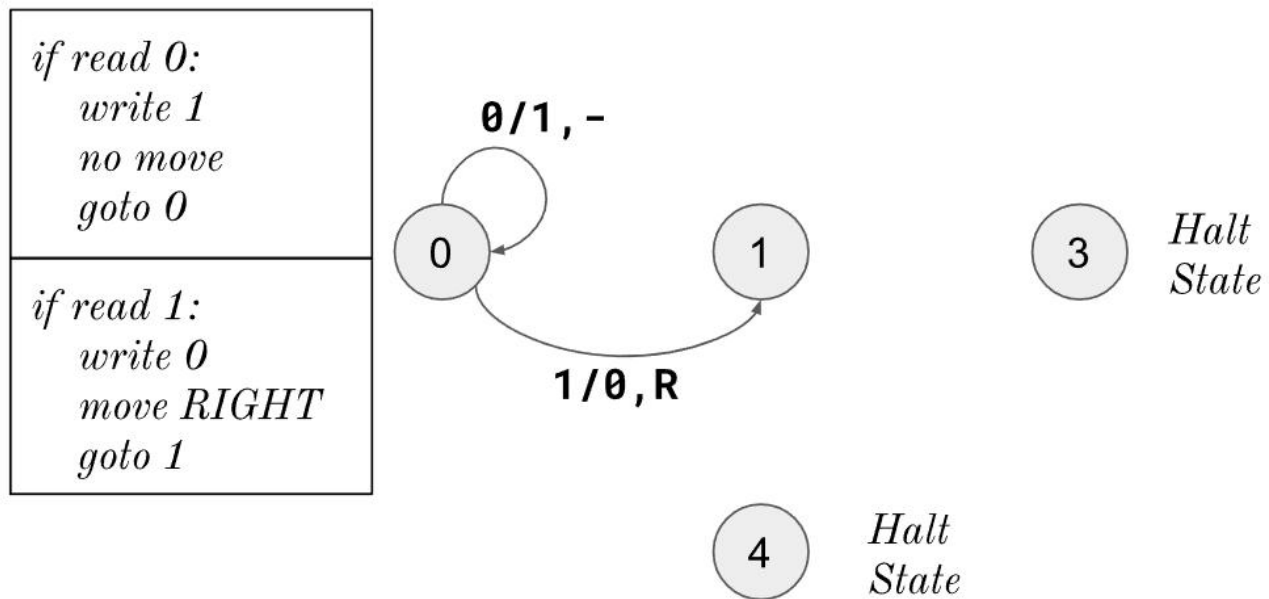 if read 0:
write 1
no move
goto 0
if read 1:
write 0
move RIGHT
goto 1
0/1,-
0
1
3
Halt
State
1/0,R
4
Halt
State